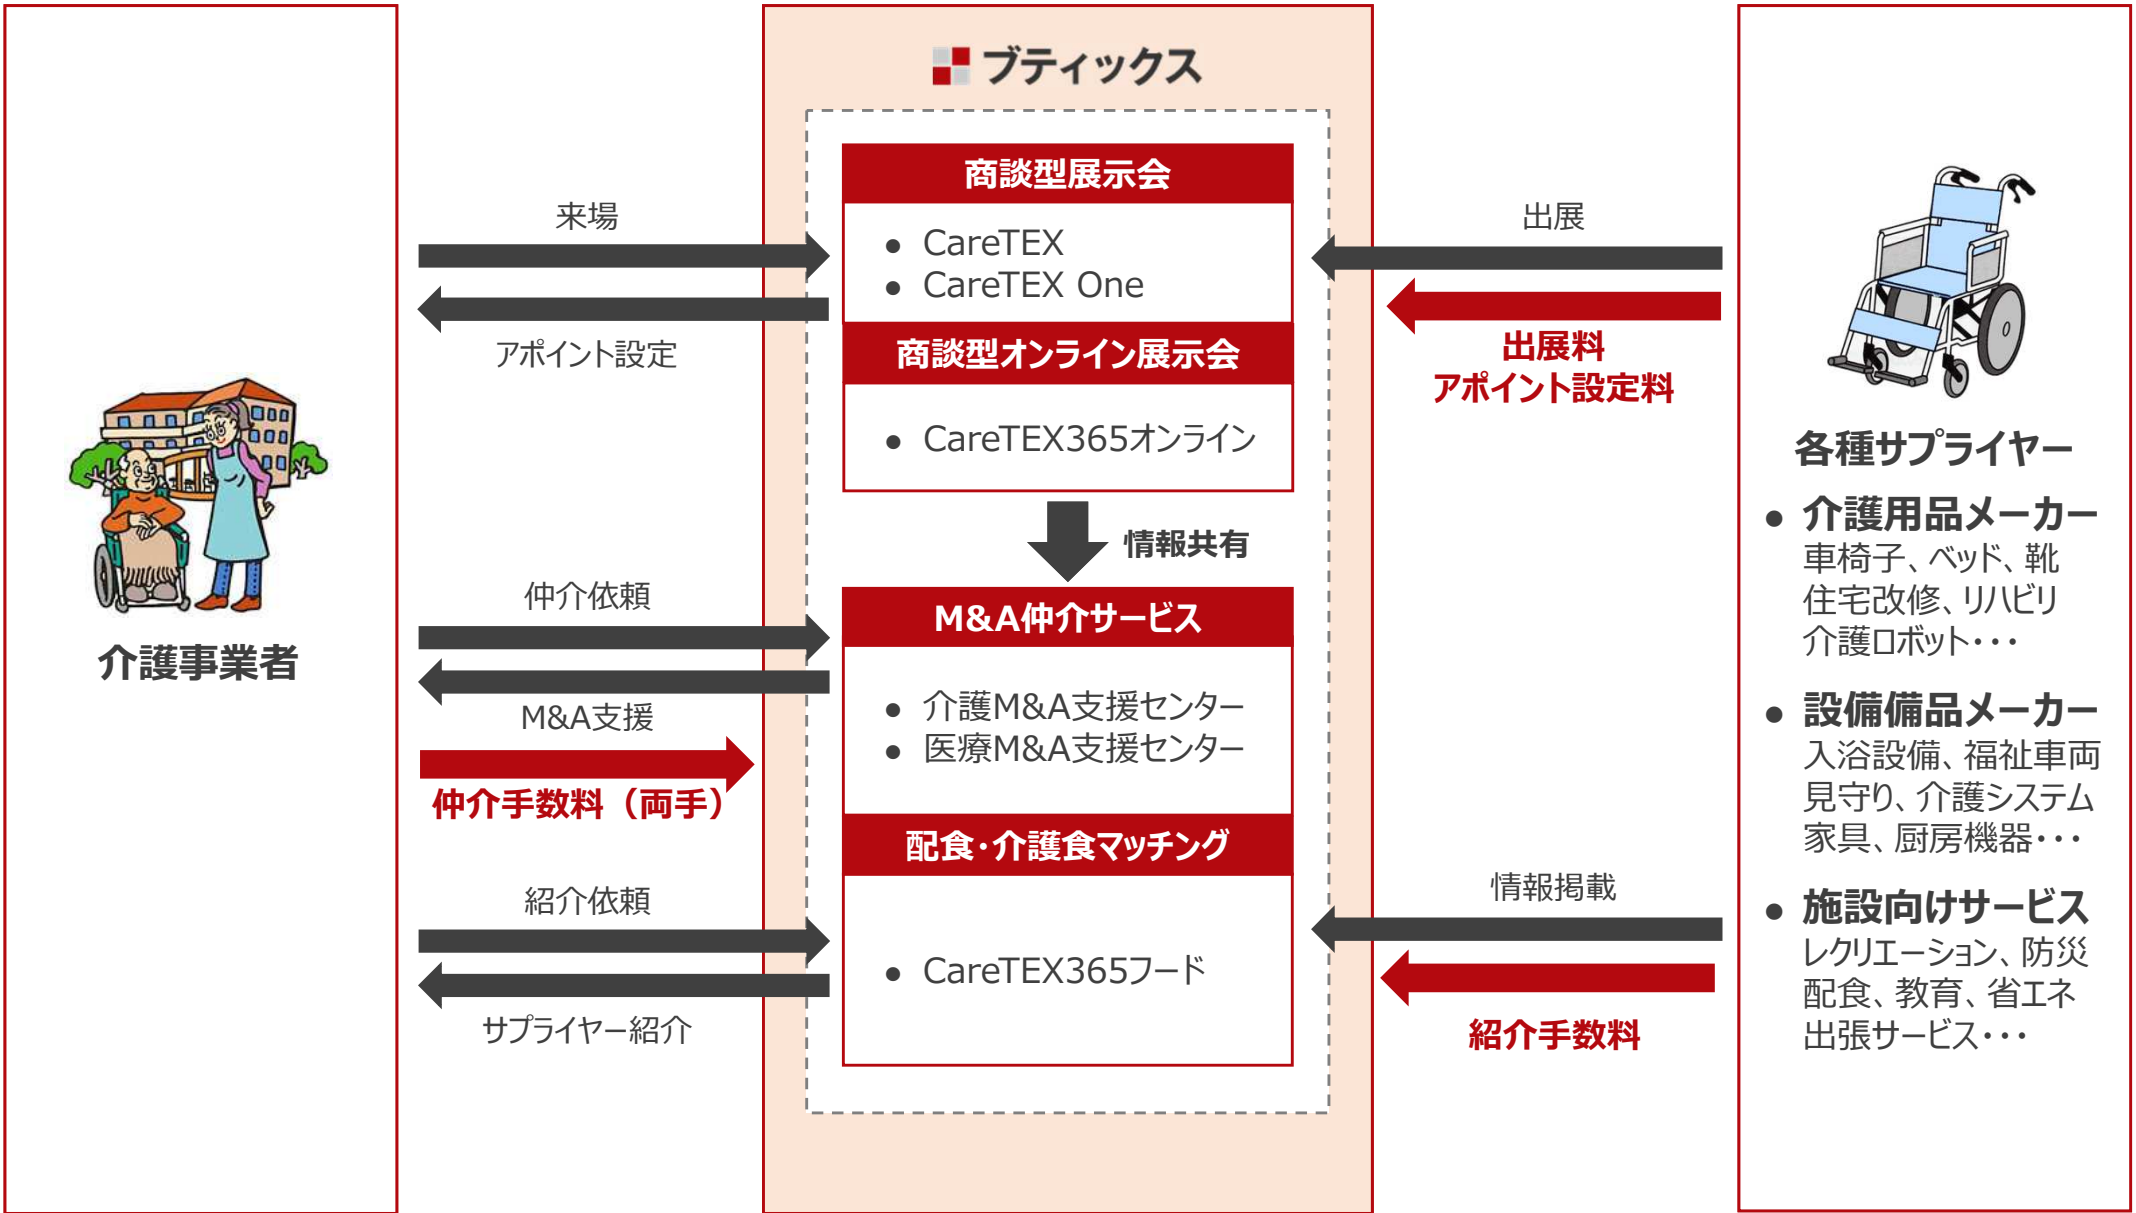 ブティックス
商談型展示会
● CareTEX
● CareTEX One
商談型オンライン展示会
● CareTEX365オンライン
情報共有
M&A仲介サービス
● 介護M&A支援センター
● 医療M&A支援センター
配食・介護食マッチング
● CareTEX365フード
来場
アポイント設定
仲介依頼
M&A支援
仲介手数料（両手）
紹介依頼
サプライヤー紹介
介護事業者
出展
出展料
アポイント設定料
情報掲載
紹介手数料
各種サプライヤー
● 介護用品メーカー
車椅子、ベッド、靴
住宅改修、リハビリ
介護ロボット・・・
● 設備備品メーカー
入浴設備、福祉車両
見守り、介護システム
家具、厨房機器・・・
● 施設向けサービス
レクリエーション、防災
配食、教育、省エネ
出張サービス・・・